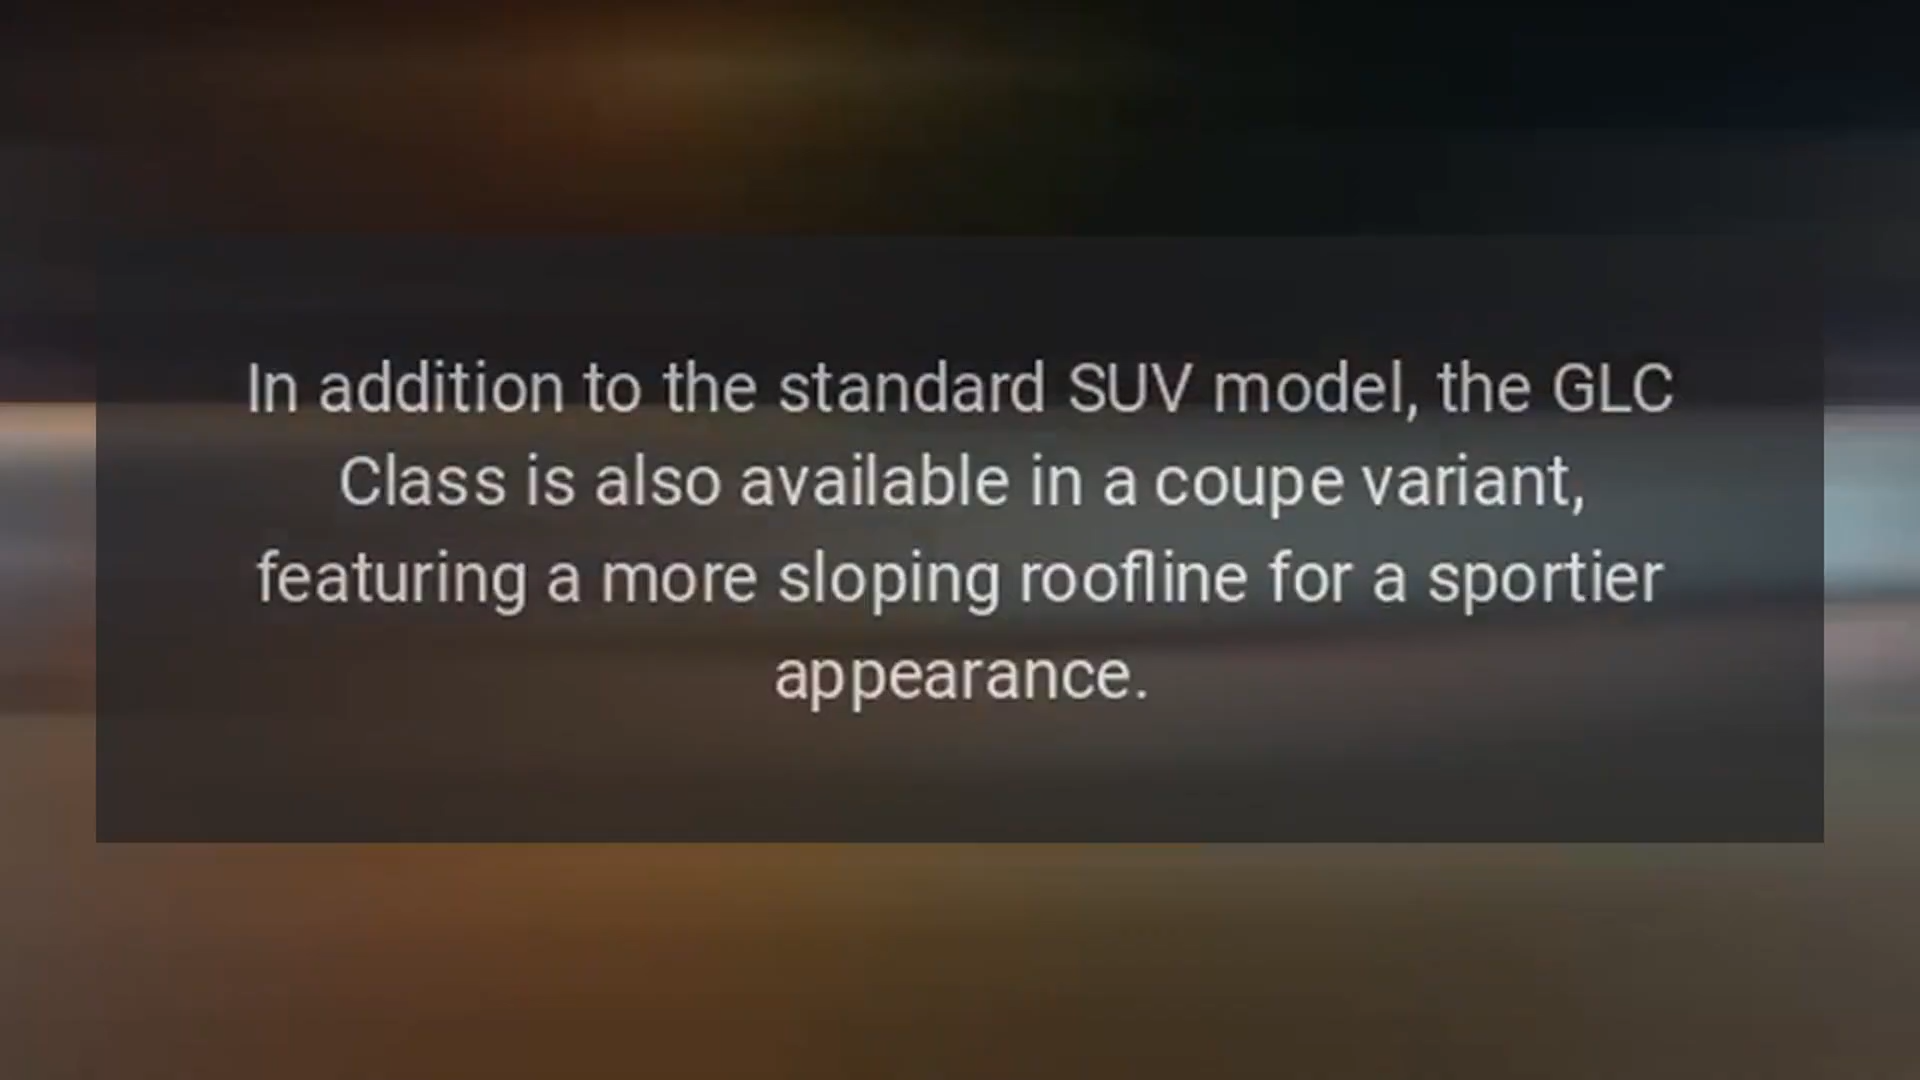 In addition to the standard SUV model, the GLC
Class is also available in a coupe variant,
featuring a more sloping roofline for a sportier
appearance.